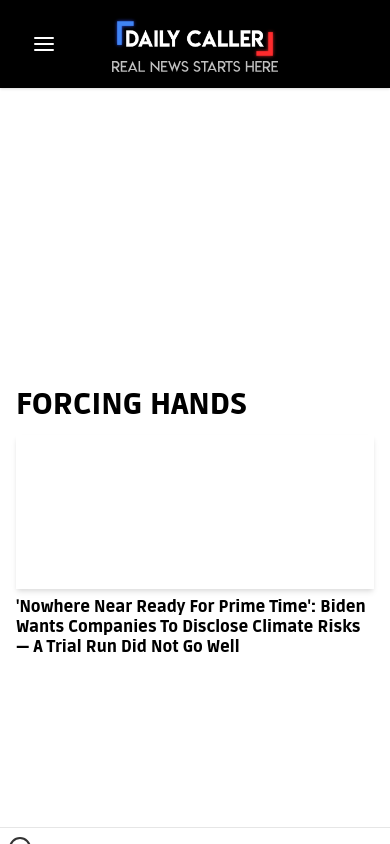 DAILY CALLER
REAL NEWS STARTS HERE
FORCING HANDS
'Nowhere Near Ready For Prime Time': Biden
Wants Companies To Disclose Climate Risks
— A Trial Run Did Not Go Well